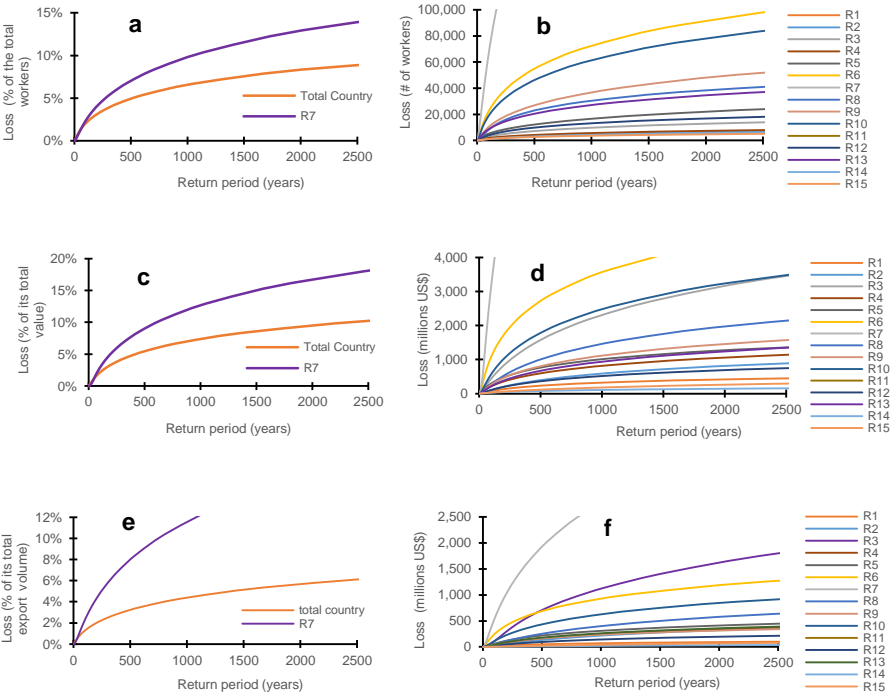 a
15%
10%
5%
0%
Loss (% of the total
workers)
0 500 1000 1500 2000 2500
Return period (years)
Total Country
R7
b
100,000
80,000
60,000
40,000
20,000
0
Loss (# of workers)
0 500 1000 1500 2000 2500
Retunr period (years)
R1
R2
R3
R4
R5
R6
R7
R8
R9
R10
R11
R12
R13
R14
R15
c
20%
15%
10%
5%
0%
Loss (% of its total
value)
0 500 1000 1500 2000 2500
Return period (years)
Total Country
R7
d
4,000
3,000
2,000
1,000
0
Loss (millions US$)
0 500 1000 1500 2000 2500
Return period (years)
R1
R2
R3
R4
R5
R6
R7
R8
R9
R10
R11
R12
R13
R14
R15
e
12%
10%
8%
6%
4%
2%
0%
Loss (% of its total
export volume)
0 500 1000 1500 2000 2500
Return period (years)
total country
R7
f
2,500
2,000
1,500
1,000
500
0
Loss (millions US$)
0 500 1000 1500 2000 2500
Return period (years)
R1
R2
R3
R4
R5
R6
R7
R8
R9
R10
R11
R12
R13
R14
R15